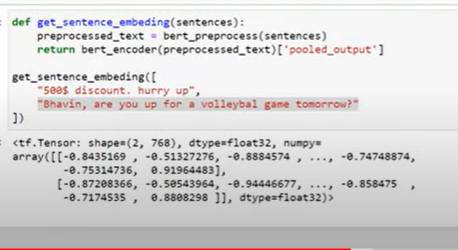 def get_sentence_embeding(sentences):
preprocessed_text = bert_preprocess(sentences)
return bert_encoder(preprocessed_text)['pooled_output']
get_sentence_embeding([
"500$ discount. hurry up",
"Bhavin, are you up for a volleybal game tomorrow?"
])
<tf.Tensor: shape=(2, 768), dtype=float32, numpy=
array([[-0.8435169 , -0.51327276, -0.8884574 , ..., -0.74748874,
-0.75314736, 0.91964483],
[-0.87208366, -0.50543964, -0.94446677, ..., -0.858475 ,
-0.7174535 , 0.8808298 ]], dtype=float32)>